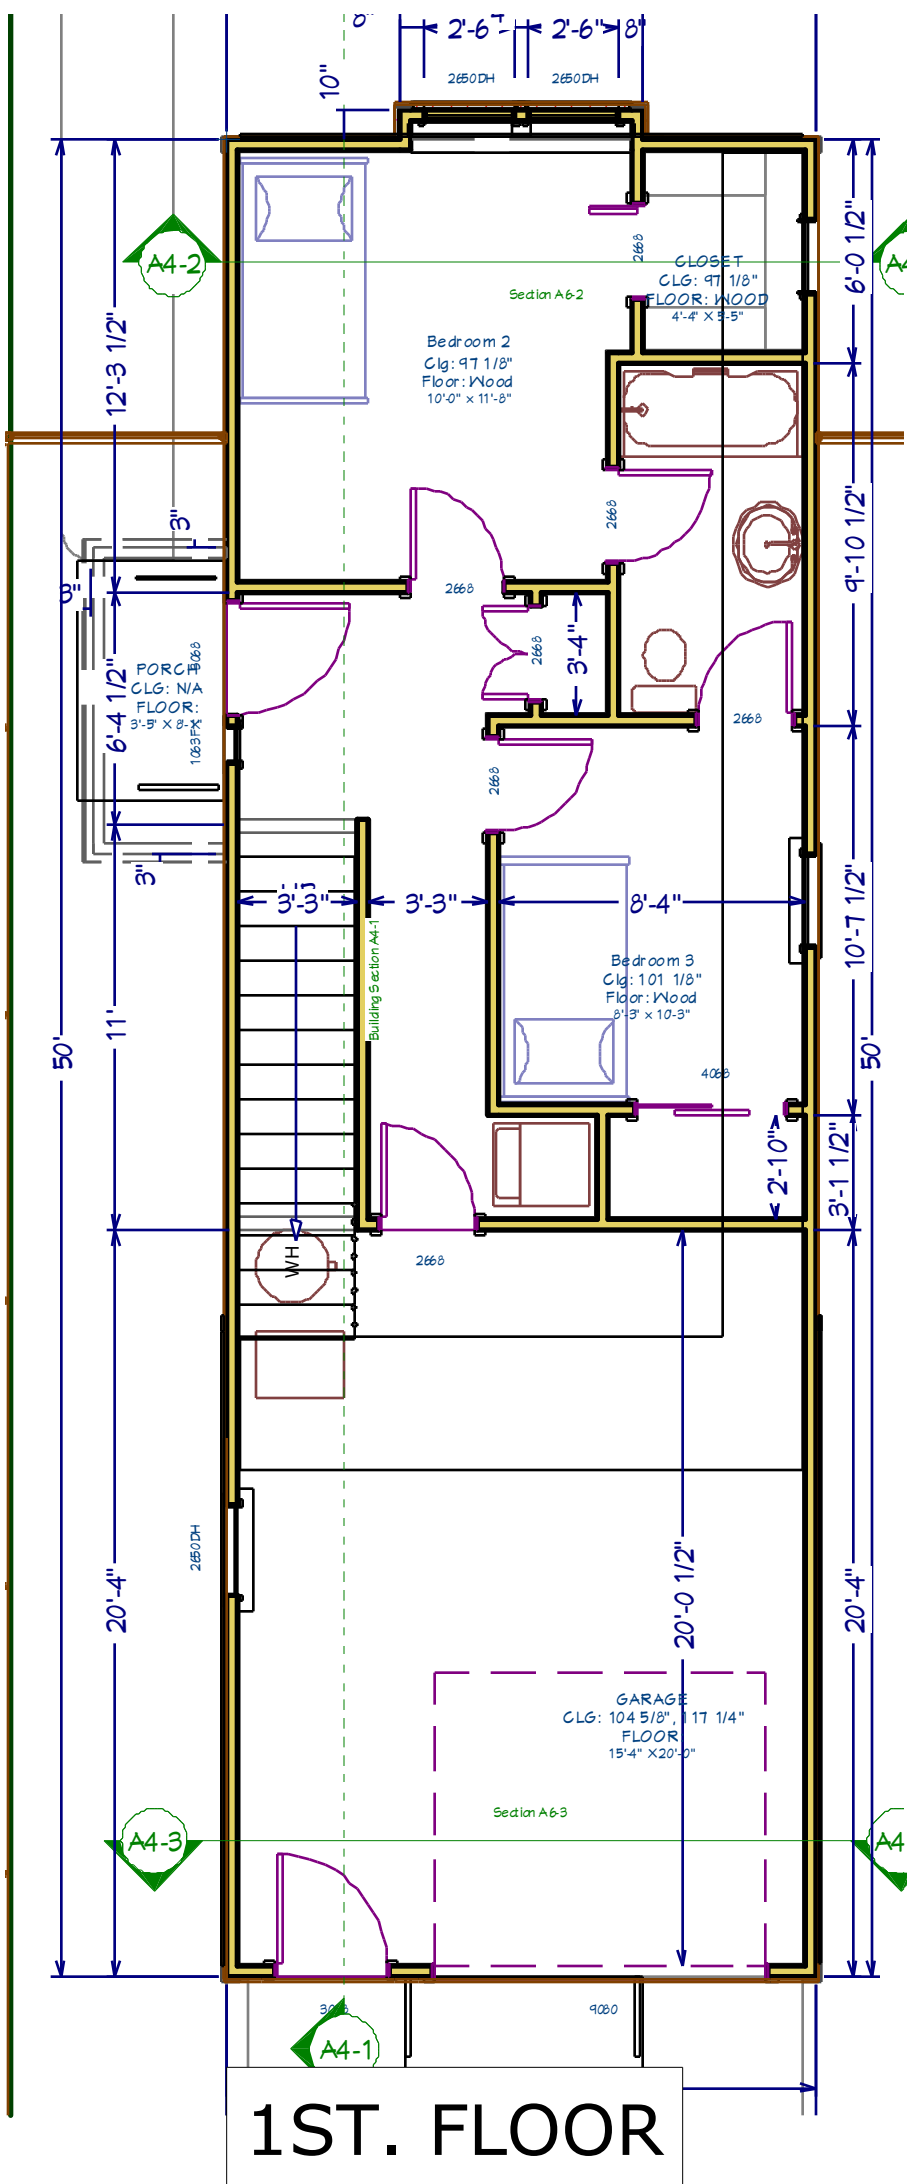 8"
2'-6"
2'-6"
8"
10"
2650DH
2650DH
A4-2
2668
CLOSET
CLG: 97 1/8"
FLOOR: WOOD
4'-4" X 5'-5"
6'-0 1/2"
Section A6-2
12'-3 1/2"
Bedroom 2
Clg: 97 1/8"
Floor: Wood
10'-0" x 11'-8"
3"
2668
9'-10 1/2"
3"
2668
2668
3'-4"
PORCH
CLG: N/A
FLOOR:
6'-4 1/2"
2668
2668
3"
3'-3"
3'-3"
8'-4"
10'-7 1/2"
Building Section A4-1
Bedroom 3
Clg: 101 1/8"
Floor: Wood
8'-3" x 10'-3"
11'
50'
50'
4068
2'-10"
3'-1 1/2"
WH
2668
2650DH
20'-4"
20'-0 1/2"
20'-4"
GARAGE
CLG: 104 5/8", 117 1/4"
FLOOR
15'-4" X 20'-0"
Section A6-3
A4-3
9080
A4-1
1ST. FLOOR